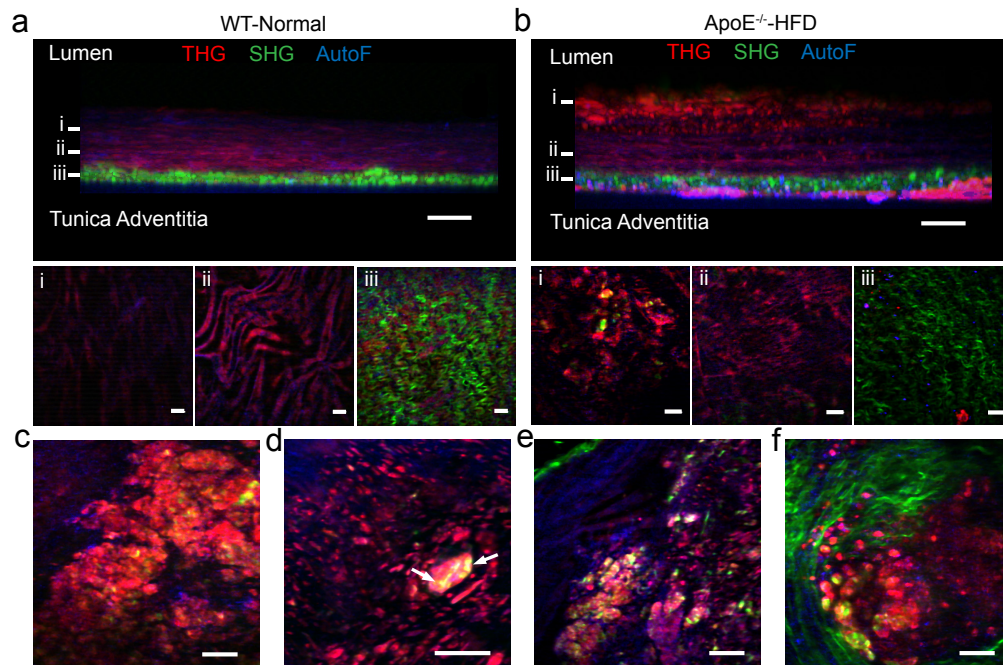 a
WT-Normal
Lumen THG SHG AutoF
i
ii
iii
Tunica Adventitia
i ii iii
b
ApoE⁻/⁻-HFD
Lumen THG SHG AutoF
i
ii
iii
Tunica Adventitia
i ii iii
c d e f